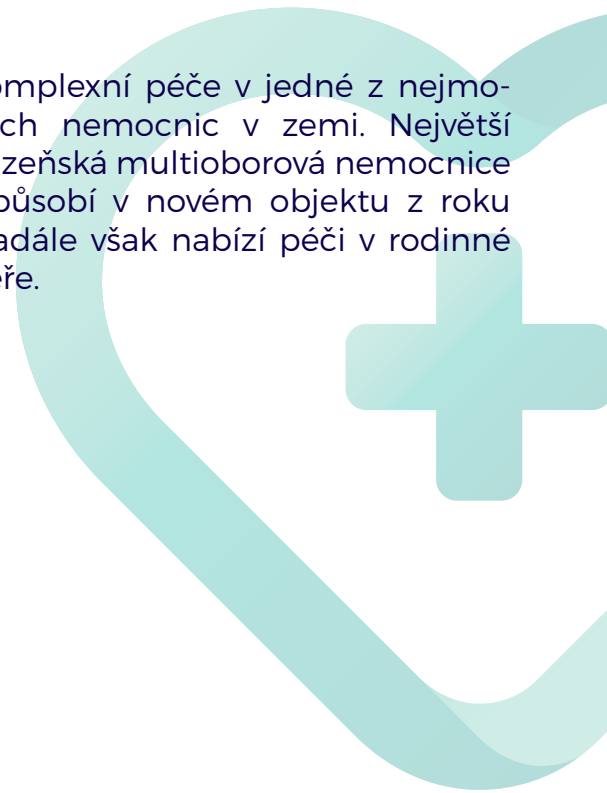 omplexní péče v jedné z nejmo-
ch nemocnic v zemi. Největší
zeňská multioborová nemocnice
působí v novém objektu z roku
adále však nabízí péči v rodinné
ře.